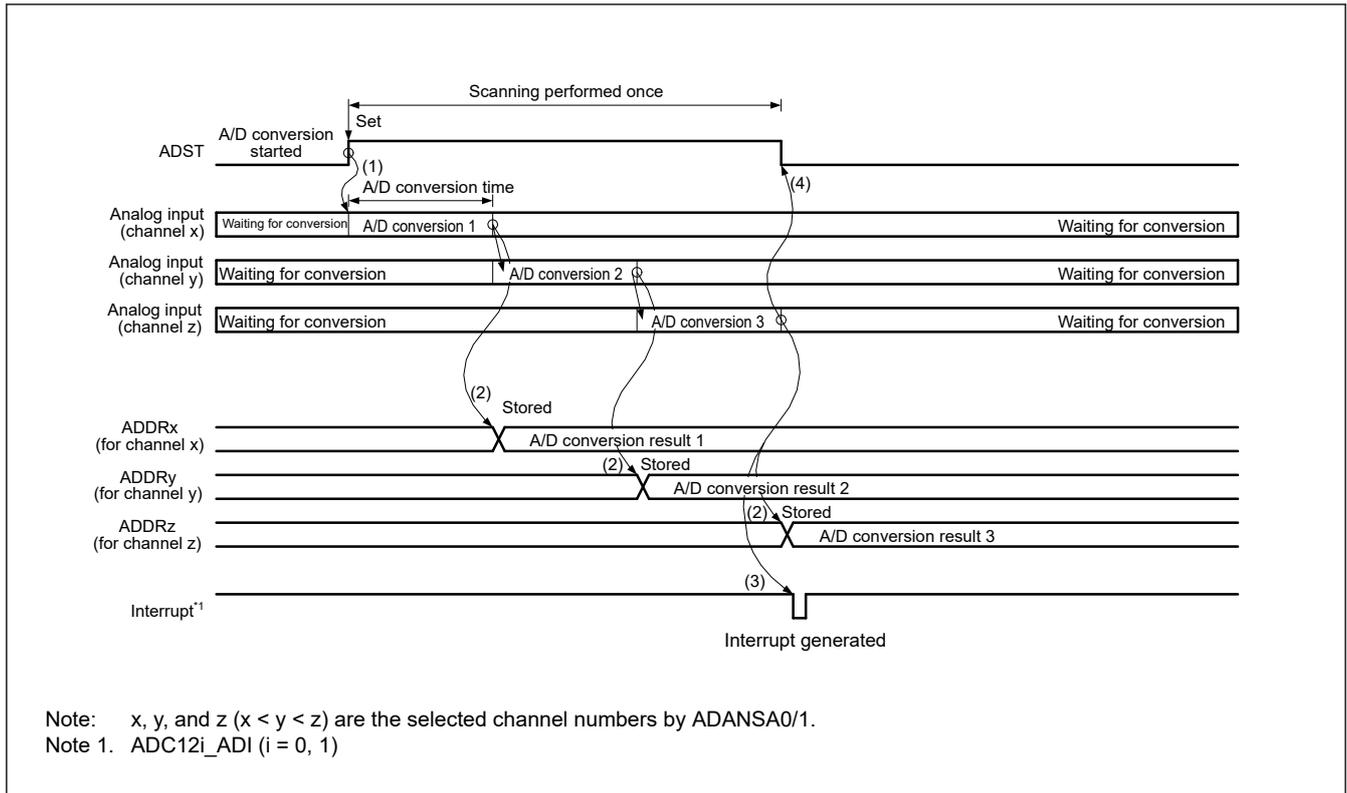 Scanning performed once
Set
A/D conversion
started
ADST
(1)
A/D conversion time
(4)
Analog input
(channel x)
Waiting for conversion
A/D conversion 1
Waiting for conversion
Analog input
(channel y)
Waiting for conversion
A/D conversion 2
Waiting for conversion
Analog input
(channel z)
Waiting for conversion
A/D conversion 3
Waiting for conversion
(2)
Stored
ADDRx
(for channel x)
A/D conversion result 1
(2)
Stored
ADDRy
(for channel y)
A/D conversion result 2
(2)
Stored
ADDRz
(for channel z)
A/D conversion result 3
(3)
Interrupt*1
Interrupt generated
Note: x, y, and z (x < y < z) are the selected channel numbers by ADANSA0/1.
Note 1. ADC12i_ADI (i = 0, 1)